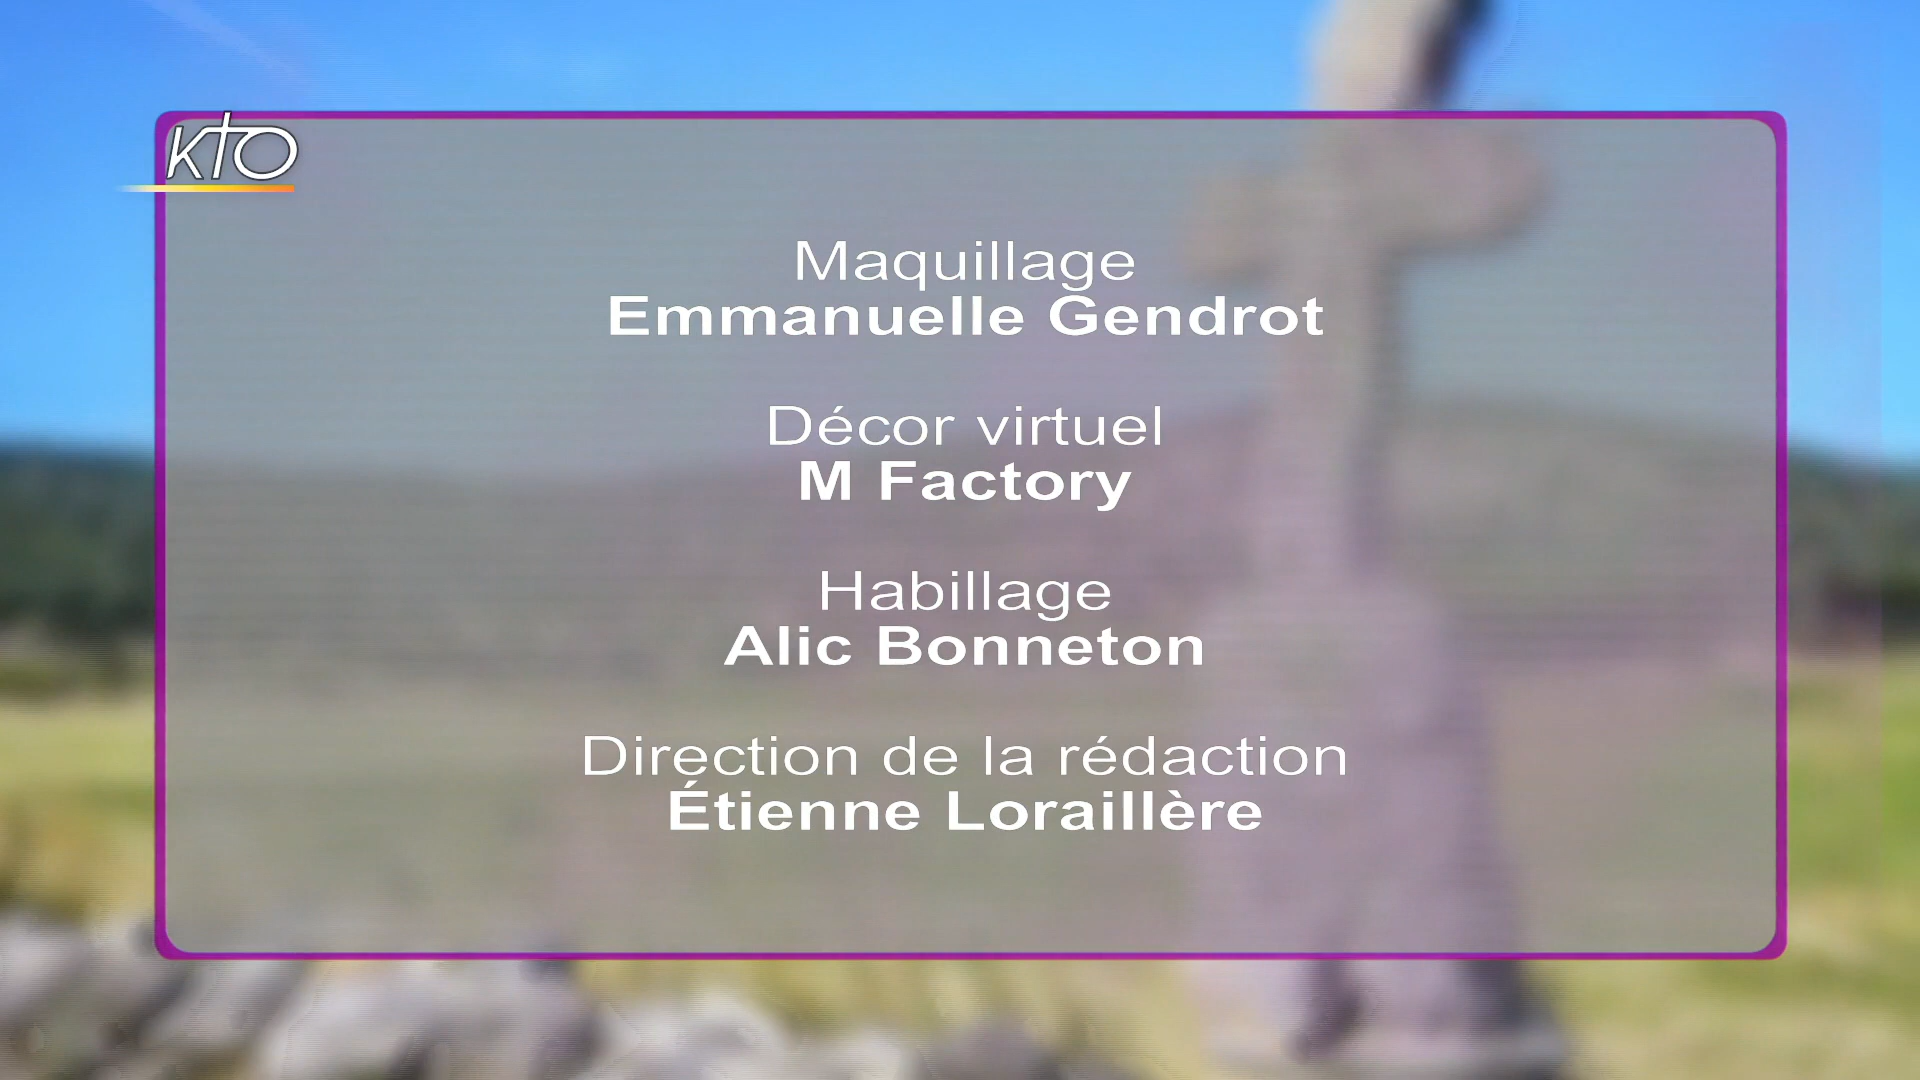 KTO
Maquillage
Emmanuelle Gendrot
Décor virtuel
M Factory
Habillage
Alic Bonneton
Direction de la rédaction
Étienne Loraillère